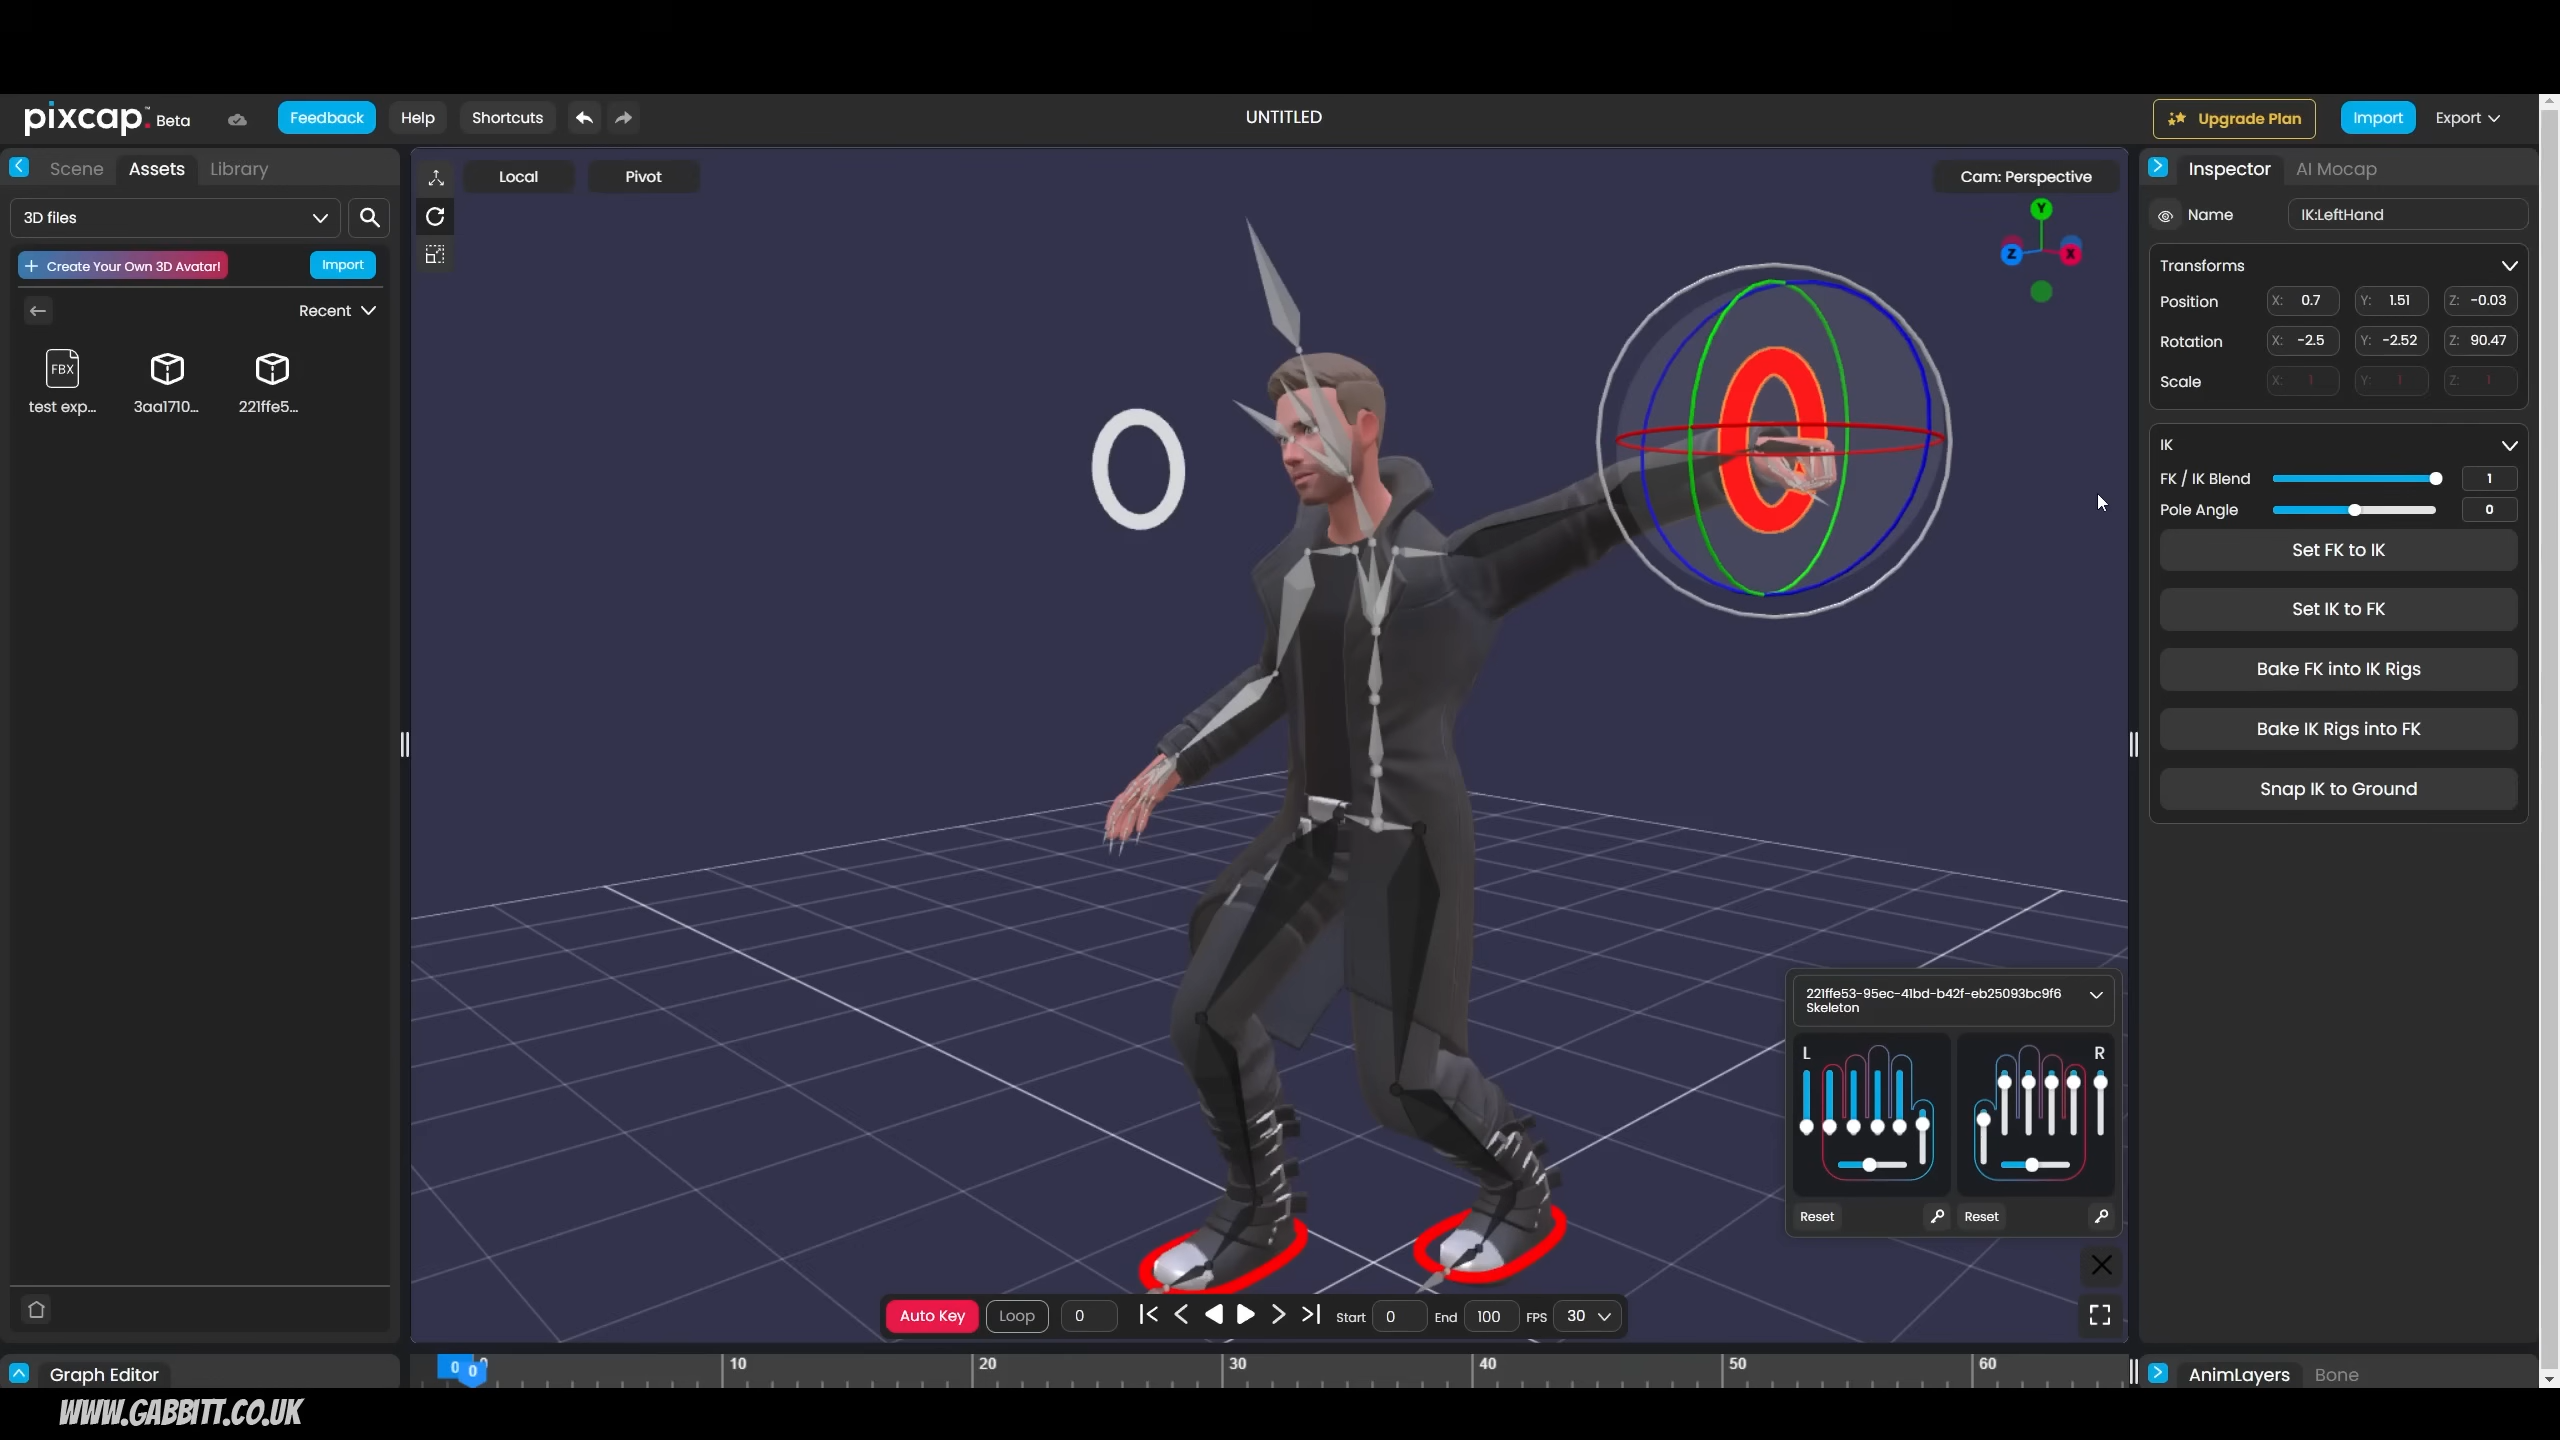 pixcap.™ Beta
Feedback
Help
Shortcuts
UNTITLED
Upgrade Plan
Import
Export
Scene
Assets
Library
3D files
+ Create Your Own 3D Avatar!
Import
Recent
FBX
test exp...
3aa1710...
221ffe5...
Local
Pivot
Cam: Perspective
Y
Z
X
Inspector
AI Mocap
Name
IK:LeftHand
Transforms
Position X: 0.7 Y: 1.51 Z: -0.03
Rotation X: -2.5 Y: -2.52 Z: 90.47
Scale X: 1 Y: 1 Z: 1
IK
FK / IK Blend 1
Pole Angle 0
Set FK to IK
Set IK to FK
Bake FK into IK Rigs
Bake IK Rigs into FK
Snap IK to Ground
221ffe53-95ec-41bd-b42f-eb25093bc9f6
Skeleton
L
R
Reset
Reset
Auto Key
Loop
0
Start 0 End 100 FPS 30
0 0 10 20 30 40 50 60
Graph Editor
AnimLayers
Bone
WWW.GABBITT.CO.UK